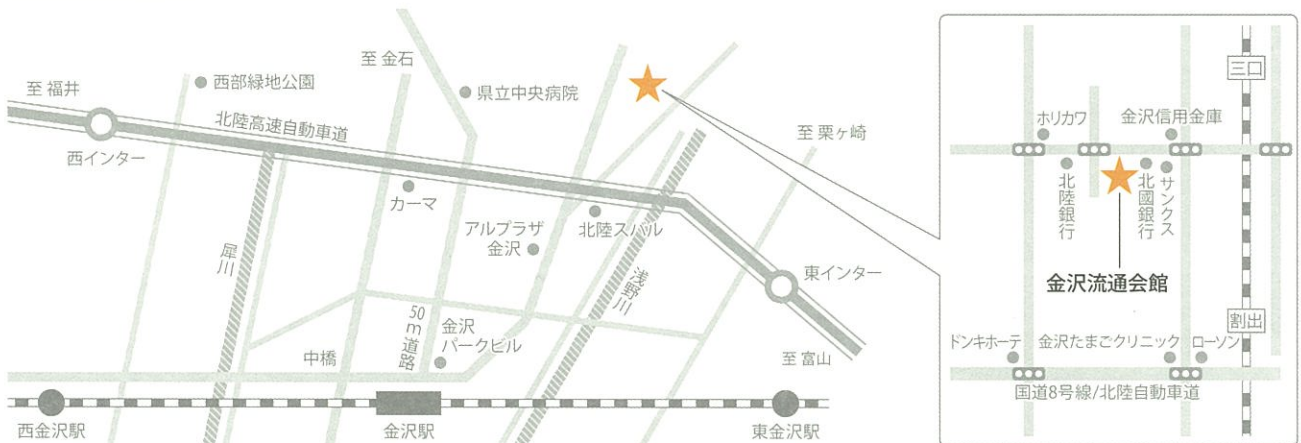 至 福井
西部緑地公園
至 金石
県立中央病院
北陸高速自動車道
至 粟ヶ崎
西インター
カーマ
アルプラザ
金沢
北陸スバル
犀川
浅野川
東インター
50m道路
金沢
パークビル
中橋
至 富山
西金沢駅
金沢駅
東金沢駅
三口
ホリカワ
金沢信用金庫
北陸銀行
北國銀行
サンクス
金沢流通会館
割出
ドンキホーテ
金沢たまごクリニック
ローソン
国道8号線/北陸自動車道